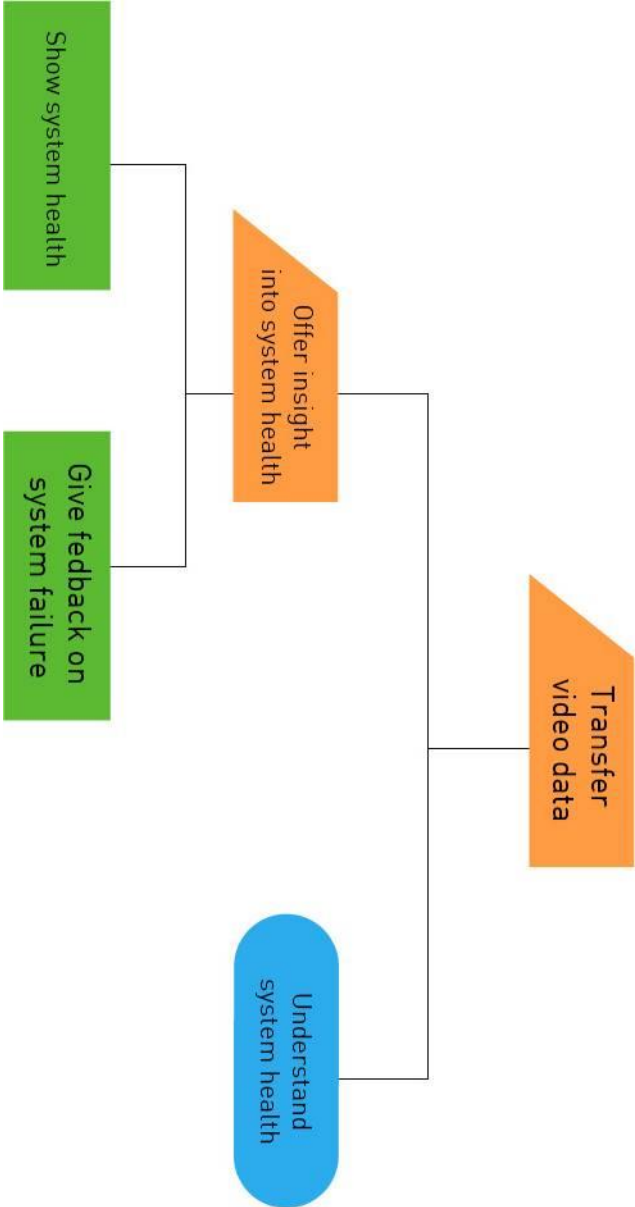 Transfer
video data
Offer insight
into system health
Understand
system health
Show system health
Give fedback on
system failure